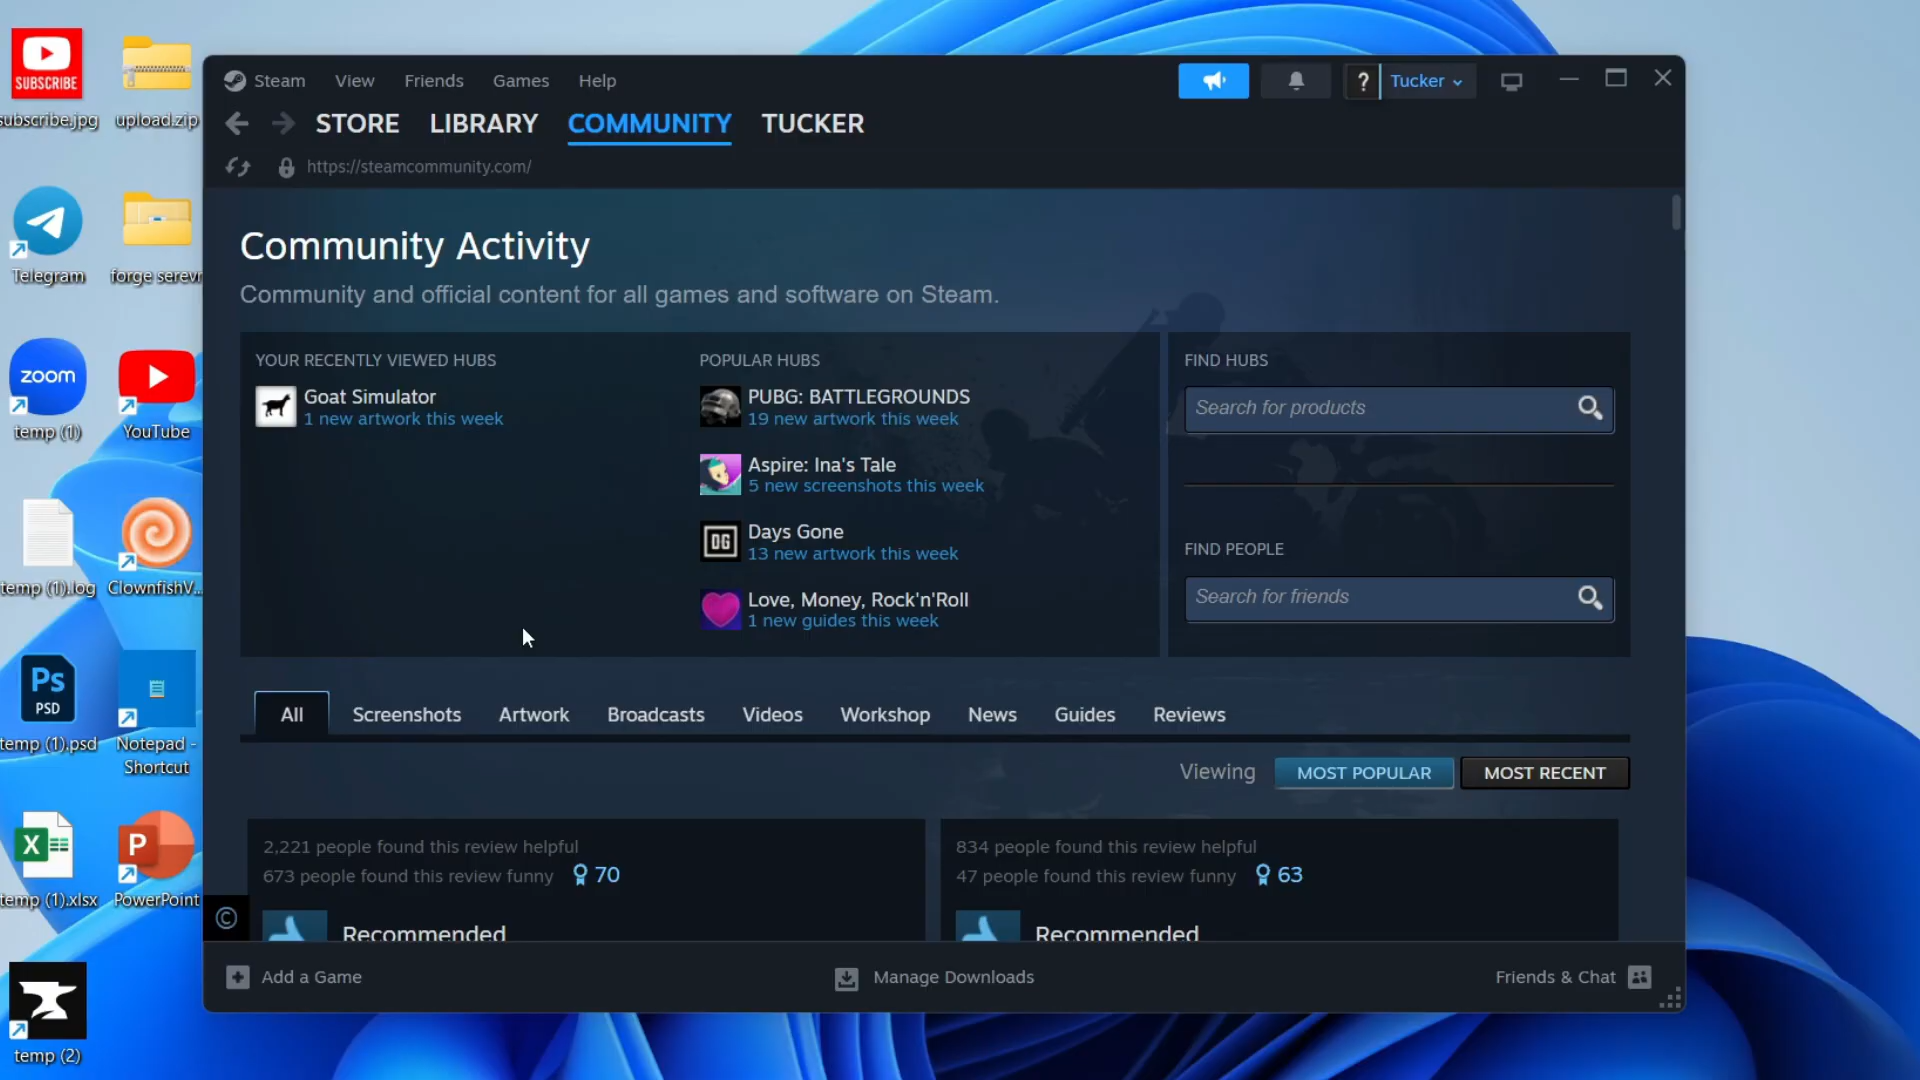 SUBSCRIBE
subscribe.jpg
upload.zip
Telegram
forge serevr
zoom
temp (1)
YouTube
temp (1).log
ClownfishV...
Ps
PSD
temp (1).psd
Notepad -
Shortcut
X
temp (1).xlsx
P
PowerPoint
temp (2)
Steam
View
Friends
Games
Help
?
Tucker
STORE
LIBRARY
COMMUNITY
TUCKER
https://steamcommunity.com/
Community Activity
Community and official content for all games and software on Steam.
YOUR RECENTLY VIEWED HUBS
Goat Simulator
1 new artwork this week
POPULAR HUBS
PUBG: BATTLEGROUNDS
19 new artwork this week
Aspire: Ina's Tale
5 new screenshots this week
DG
Days Gone
13 new artwork this week
Love, Money, Rock'n'Roll
1 new guides this week
FIND HUBS
Search for products
FIND PEOPLE
Search for friends
All
Screenshots
Artwork
Broadcasts
Videos
Workshop
News
Guides
Reviews
Viewing
MOST POPULAR
MOST RECENT
2,221 people found this review helpful
673 people found this review funny
70
Recommended
834 people found this review helpful
47 people found this review funny
63
Recommended
©
Add a Game
Manage Downloads
Friends & Chat